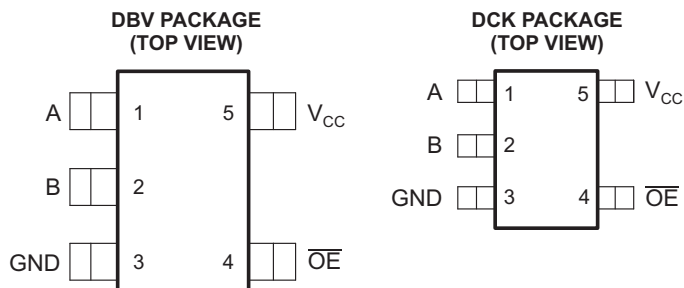 DBV PACKAGE
(TOP VIEW)
A 1 5 VCC
B 2
GND 3 4 OE
DCK PACKAGE
(TOP VIEW)
A 1 5 VCC
B 2
GND 3 4 OE